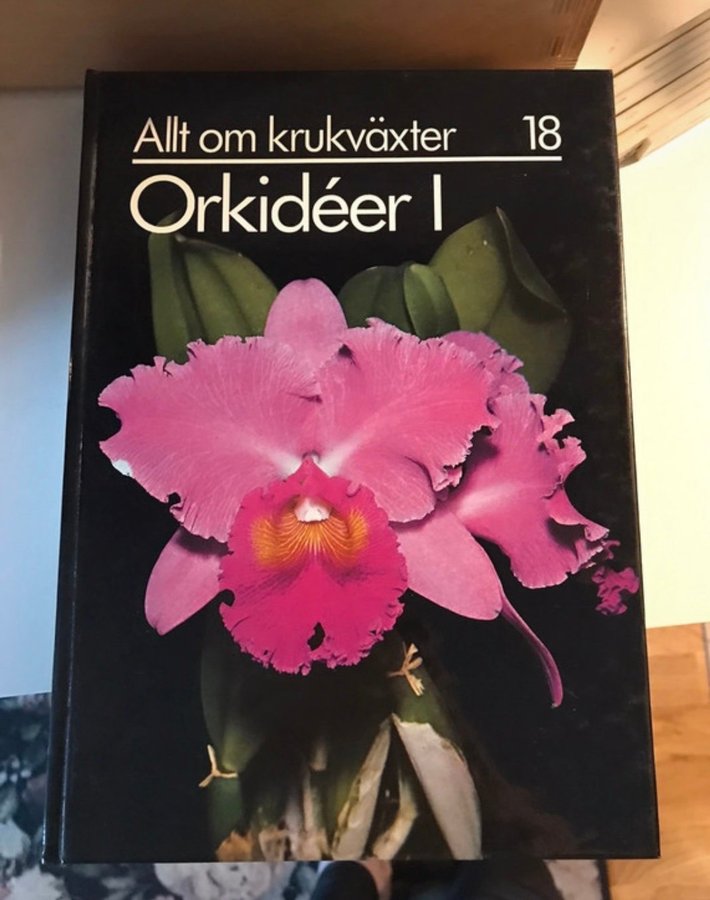 Allt om krukväxter 18
Orkidéer I